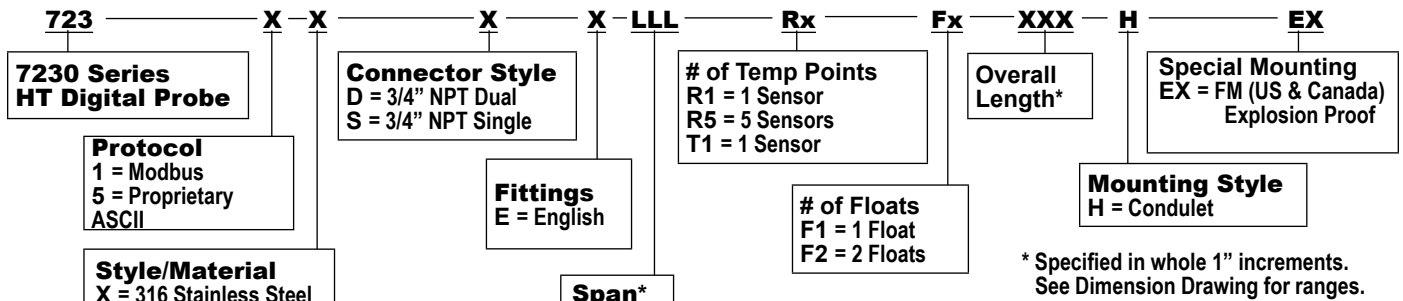 723 X X X X LLL Rx Fx XXX H EX
7230 Series
HT Digital Probe
Protocol
1 = Modbus
5 = Proprietary
ASCII
Style/Material
X = 316 Stainless Steel
Connector Style
D = 3/4” NPT Dual
S = 3/4” NPT Single
Fittings
E = English
Span*
# of Temp Points
R1 = 1 Sensor
R5 = 5 Sensors
T1 = 1 Sensor
# of Floats
F1 = 1 Float
F2 = 2 Floats
Overall
Length*
Mounting Style
H = Condulet
Special Mounting
EX = FM (US & Canada)
Explosion Proof
* Specified in whole 1” increments.
See Dimension Drawing for ranges.